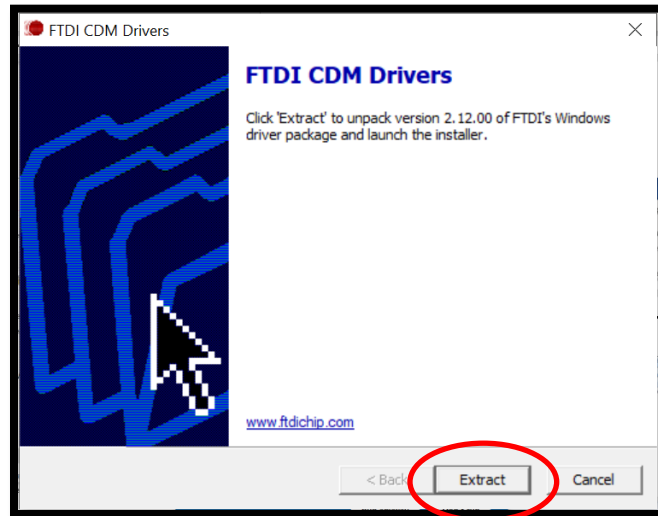 FTDI CDM Drivers
FTDI CDM Drivers
Click 'Extract' to unpack version 2.12.00 of FTDI's Windows
driver package and launch the installer.
www.ftdichip.com
< Back Extract Cancel